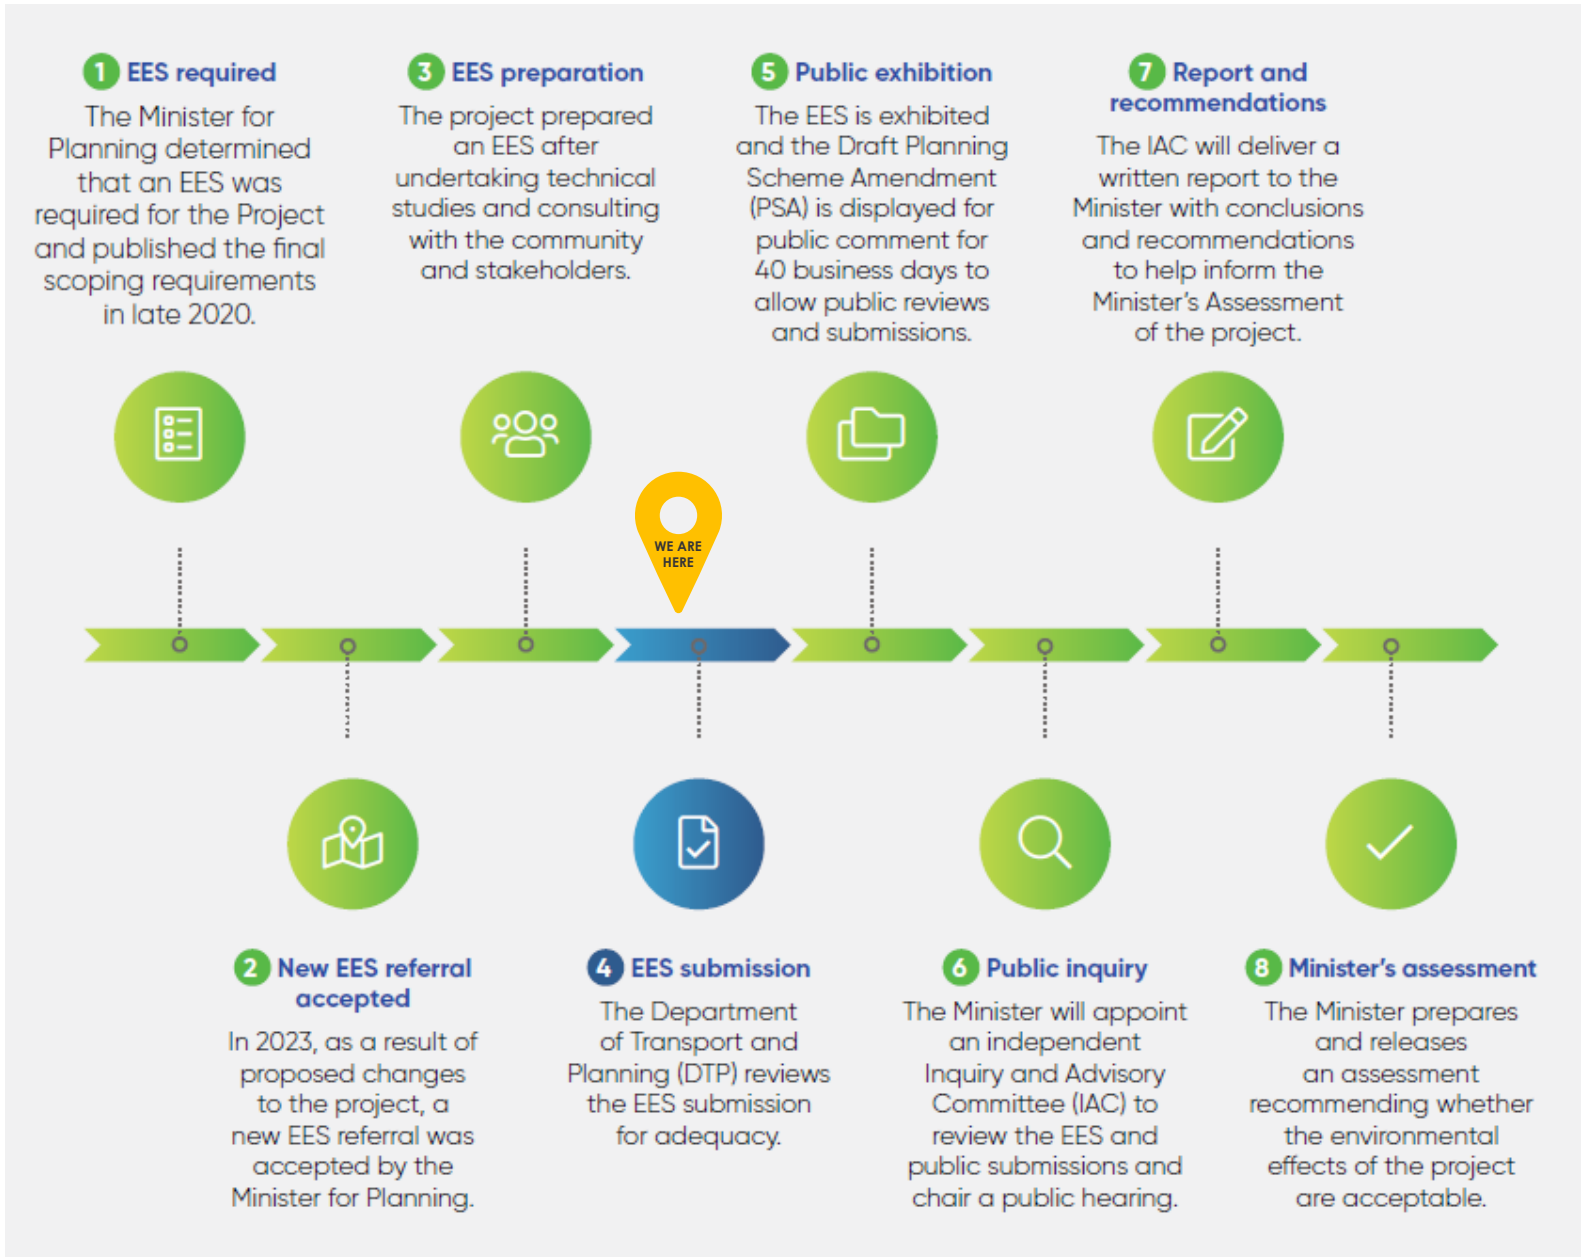 1 EES required
The Minister for
Planning determined
that an EES was
required for the Project
and published the final
scoping requirements
in late 2020.
3 EES preparation
The project prepared
an EES after
undertaking technical
studies and consulting
with the community
and stakeholders.
5 Public exhibition
The EES is exhibited
and the Draft Planning
Scheme Amendment
(PSA) is displayed for
public comment for
40 business days to
allow public reviews
and submissions.
7 Report and
recommendations
The IAC will deliver a
written report to the
Minister with conclusions
and recommendations
to help inform the
Minister's Assessment
of the project.
WE ARE
HERE
2 New EES referral
accepted
In 2023, as a result of
proposed changes
to the project, a
new EES referral was
accepted by the
Minister for Planning.
4 EES submission
The Department
of Transport and
Planning (DTP) reviews
the EES submission
for adequacy.
6 Public inquiry
The Minister will appoint
an independent
Inquiry and Advisory
Committee (IAC) to
review the EES and
public submissions and
chair a public hearing.
8 Minister's assessment
The Minister prepares
and releases
an assessment
recommending whether
the environmental
effects of the project
are acceptable.